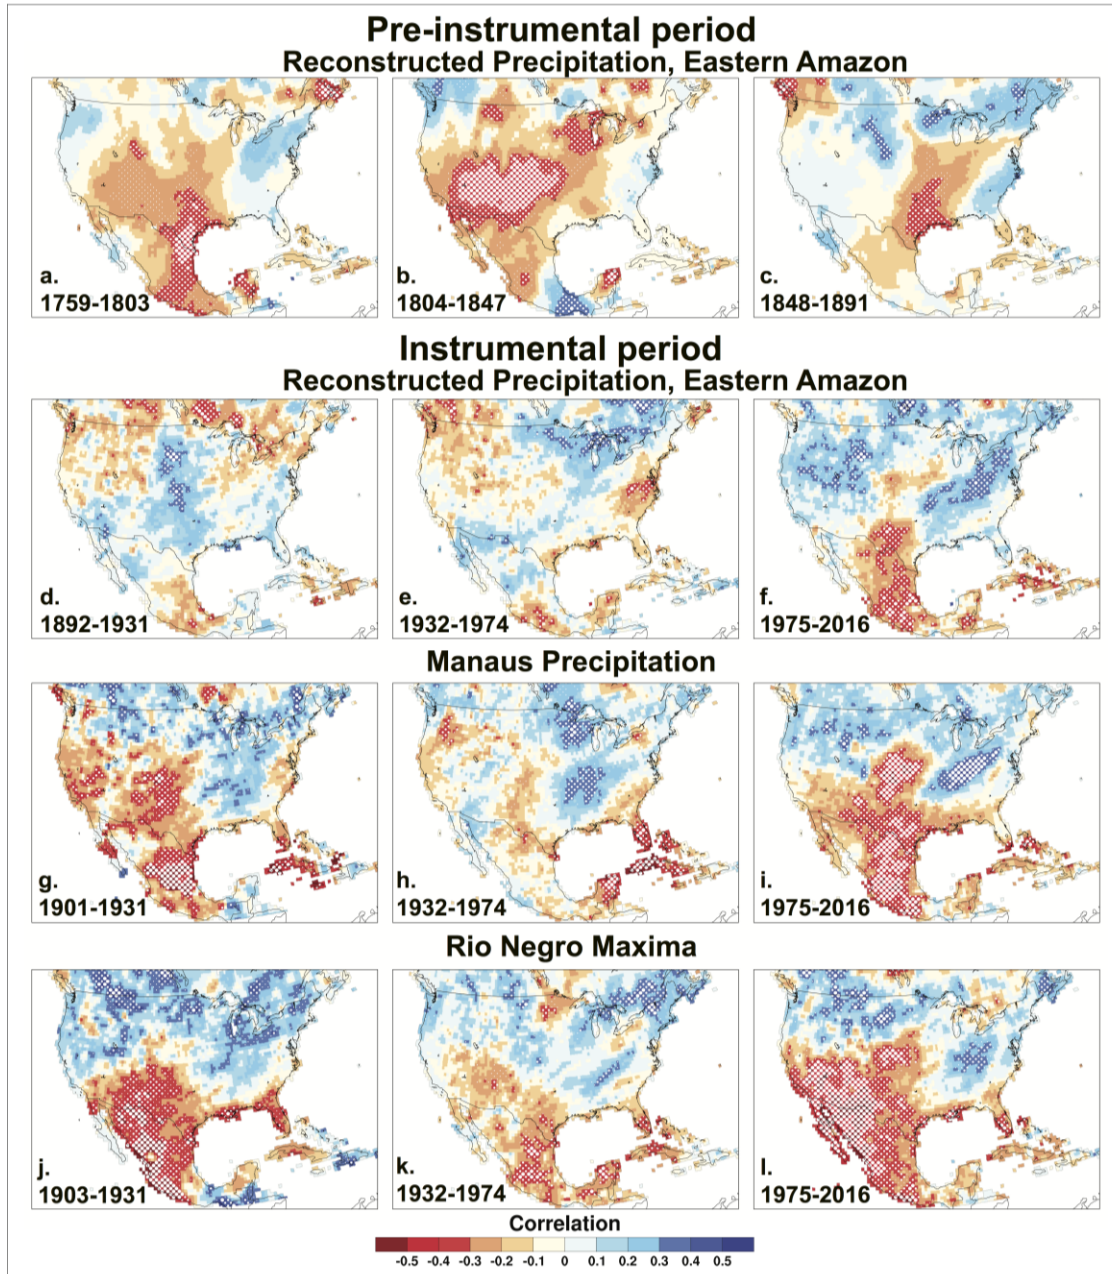 Pre-instrumental period
Reconstructed Precipitation, Eastern Amazon
a.
1759-1803
b.
1804-1847
c.
1848-1891
Instrumental period
Reconstructed Precipitation, Eastern Amazon
d.
1892-1931
e.
1932-1974
f.
1975-2016
Manaus Precipitation
g.
1901-1931
h.
1932-1974
i.
1975-2016
Rio Negro Maxima
j.
1903-1931
k.
1932-1974
l.
1975-2016
Correlation
-0.5 -0.4 -0.3 -0.2 -0.1 0 0.1 0.2 0.3 0.4 0.5